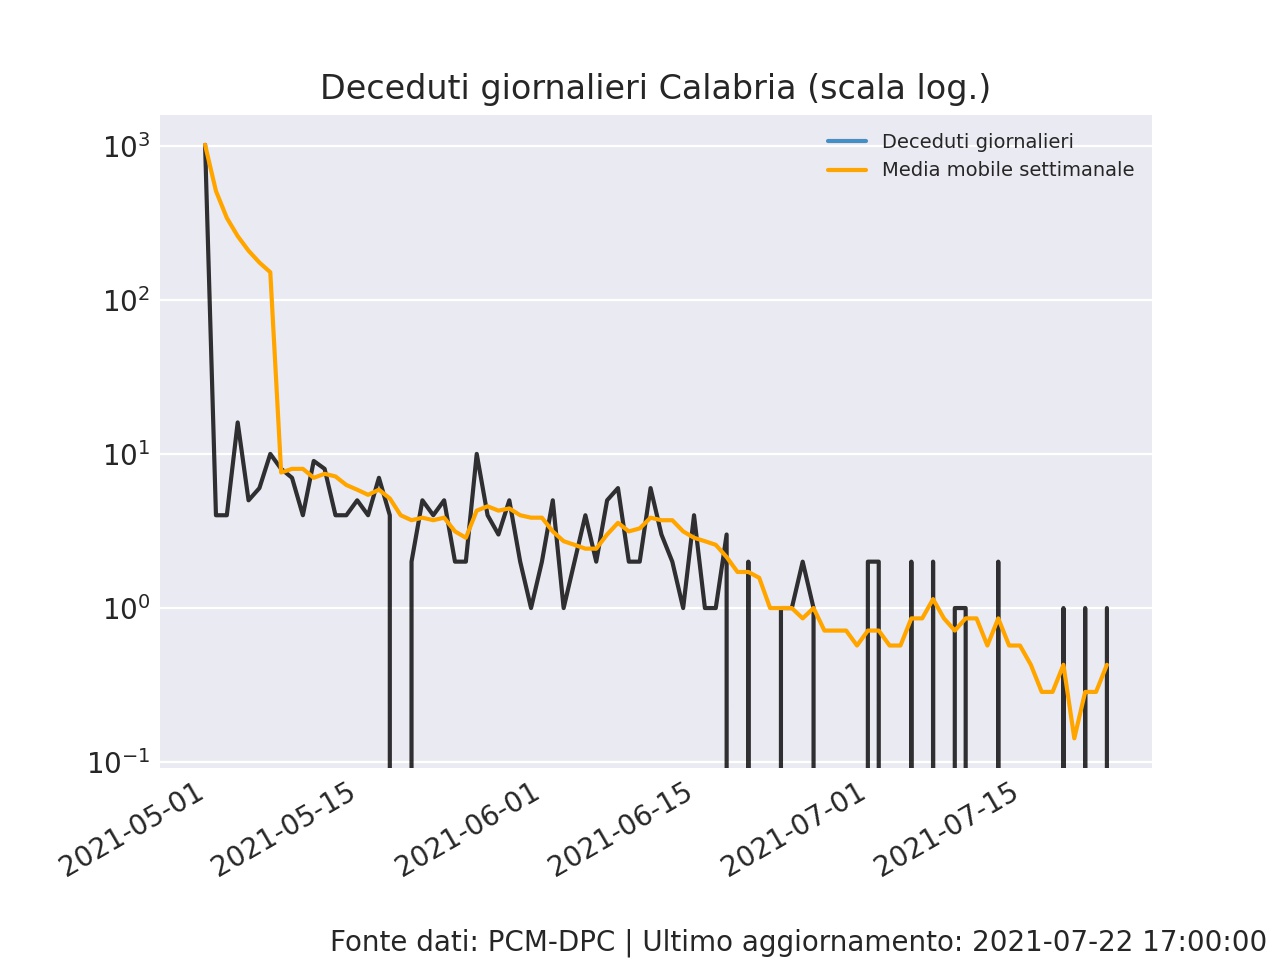 Deceduti giornalieri Calabria (scala log.)
Deceduti giornalieri
Media mobile settimanale
10³
10²
10¹
10⁰
10⁻¹
2021-05-01
2021-05-15
2021-06-01
2021-06-15
2021-07-01
2021-07-15
Fonte dati: PCM-DPC | Ultimo aggiornamento: 2021-07-22 17:00:00